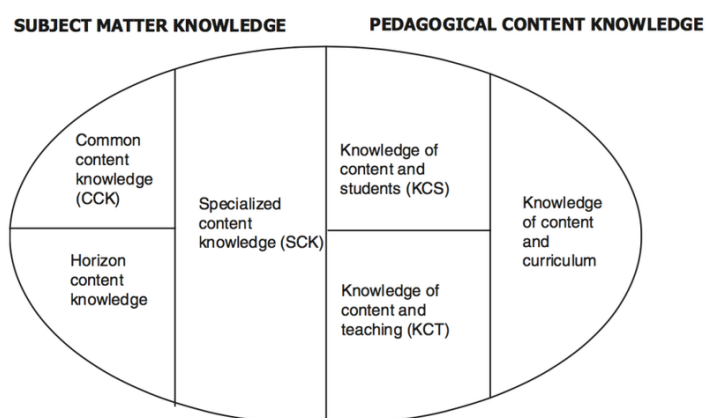 SUBJECT MATTER KNOWLEDGE
PEDAGOGICAL CONTENT KNOWLEDGE
Common
content
knowledge
(CCK)
Horizon
content
knowledge
Specialized
content
knowledge (SCK)
Knowledge of
content and
students (KCS)
Knowledge of
content and
teaching (KCT)
Knowledge
of content
and
curriculum